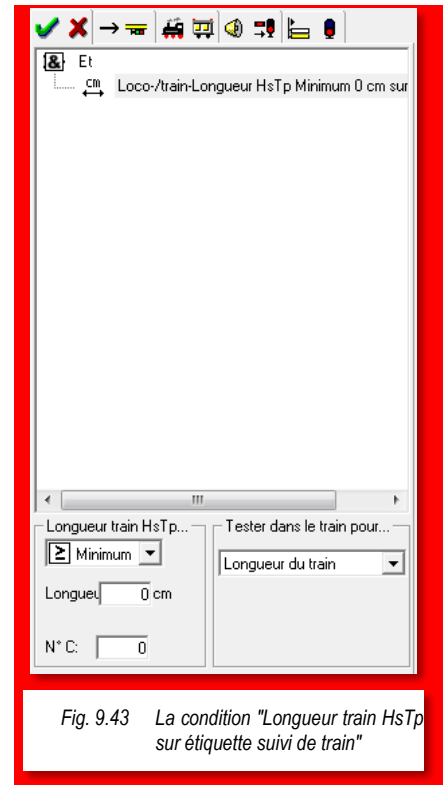 & Et
cm Loco-/train-Longueur HsTp Minimum 0 cm sur
Longueur train HsTp...
Tester dans le train pour...
≥ Minimum
Longueur du train
Longueu 0 cm
N° C: 0
Fig. 9.43 La condition "Longueur train HsTp
sur étiquette suivi de train"